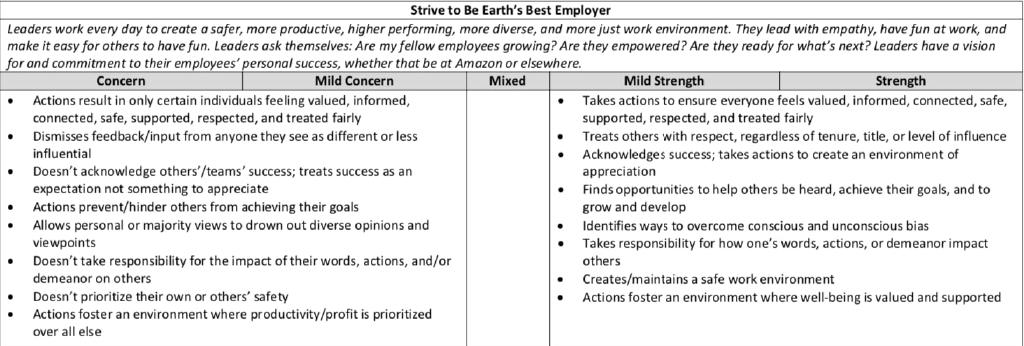 Strive to Be Earth's Best Employer
Leaders work every day to create a safer, more productive, higher performing, more diverse, and more just work environment. They lead with empathy, have fun at work, and
make it easy for others to have fun. Leaders ask themselves: Are my fellow employees growing? Are they empowered? Are they ready for what's next? Leaders have a vision
for and commitment to their employees' personal success, whether that be at Amazon or elsewhere.
Concern Mild Concern Mixed Mild Strength Strength
• Actions result in only certain individuals feeling valued, informed,
connected, safe, supported, respected, and treated fairly
• Dismisses feedback/input from anyone they see as different or less
influential
• Doesn't acknowledge others'/teams' success; treats success as an
expectation not something to appreciate
• Actions prevent/hinder others from achieving their goals
• Allows personal or majority views to drown out diverse opinions and
viewpoints
• Doesn't take responsibility for the impact of their words, actions, and/or
demeanor on others
• Doesn't prioritize their own or others' safety
• Actions foster an environment where productivity/profit is prioritized
over all else
• Takes actions to ensure everyone feels valued, informed, connected, safe,
supported, respected, and treated fairly
• Treats others with respect, regardless of tenure, title, or level of influence
• Acknowledges success; takes actions to create an environment of
appreciation
• Finds opportunities to help others be heard, achieve their goals, and to
grow and develop
• Identifies ways to overcome conscious and unconscious bias
• Takes responsibility for how one's words, actions, or demeanor impact
others
• Creates/maintains a safe work environment
• Actions foster an environment where well-being is valued and supported